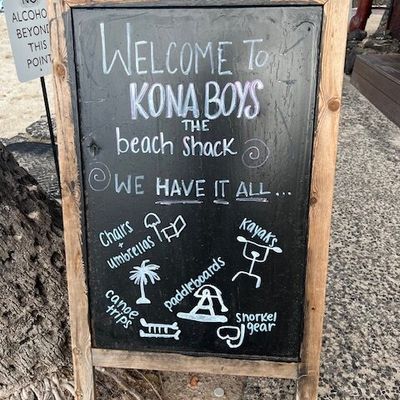 NO
ALCOHOL
BEYOND
THIS
POINT
WELCOME TO
KONA BOYS
THE
beach shack
WE HAVE IT ALL...
Chairs
+
umbrellas
Kayaks
paddleboards
canoe
trips
snorkel
gear